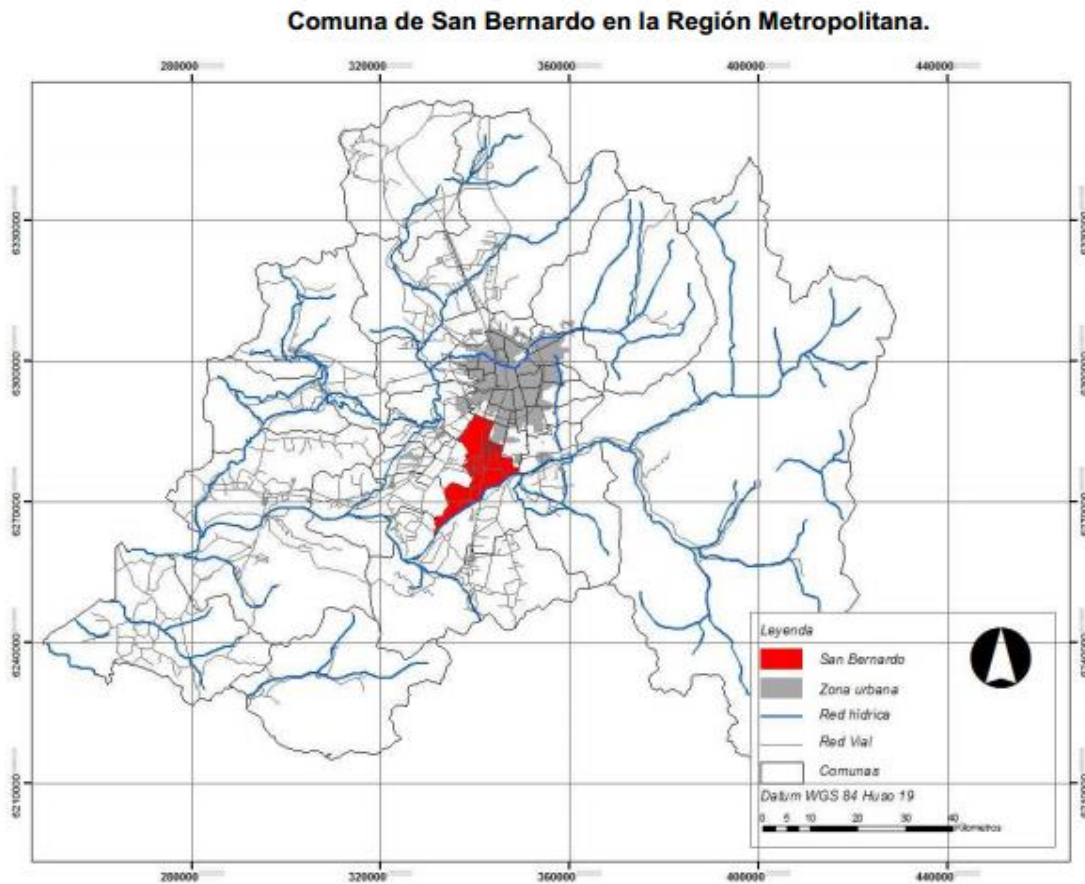 Comuna de San Bernardo en la Región Metropolitana.
280000 320000 360000 400000 440000
6330000
6300000
6270000
6240000
6210000
Leyenda
San Bernardo
Zona urbana
Red hídrica
Red Vial
Comunas
Datum WGS 84 Huso 19
0 5 10 20 30 40
Kilometros
280000 320000 360000 400000 440000